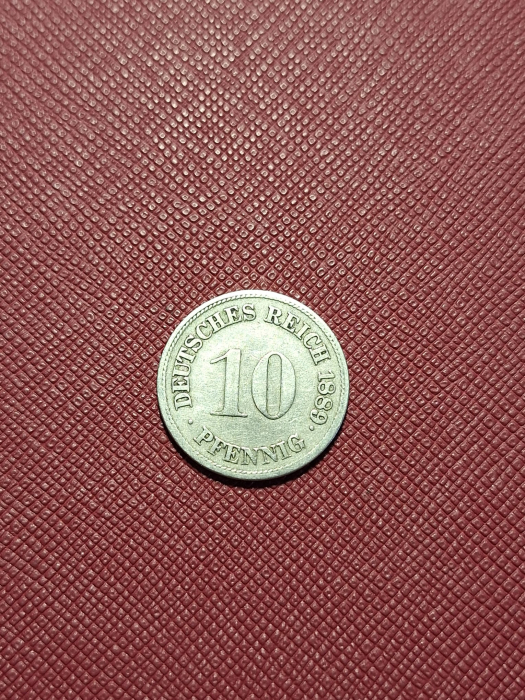 DEUTSCHES REICH 1889
10
· PFENNIG ·